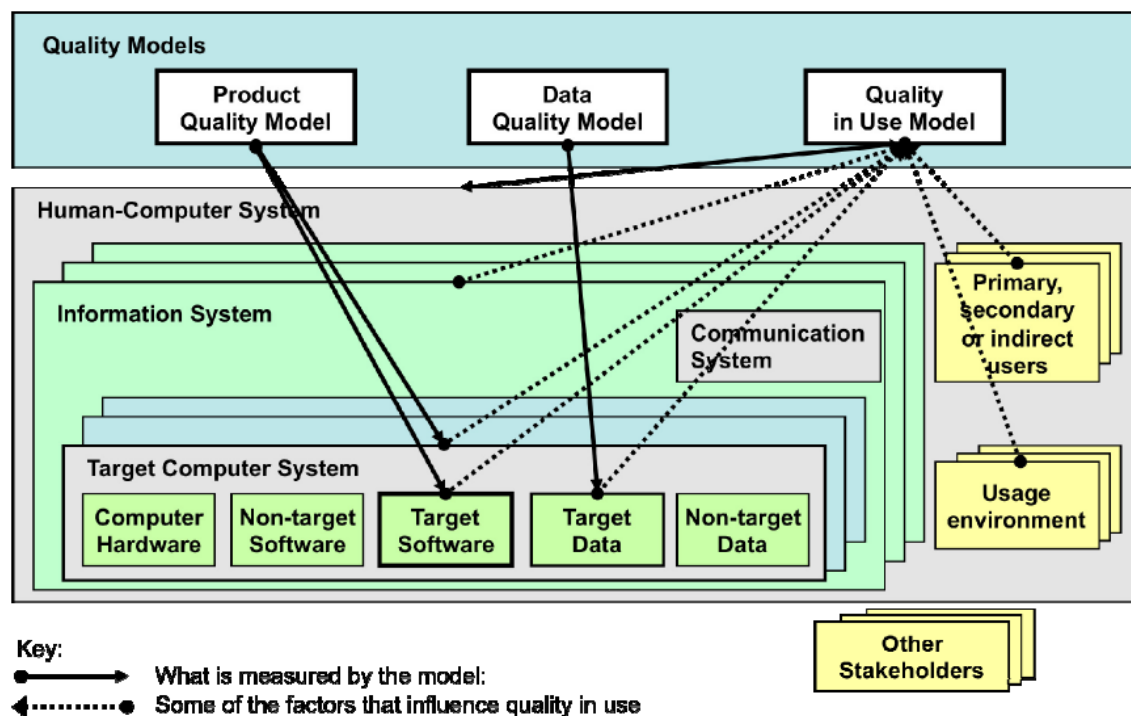 Quality Models
Product
Quality Model
Data
Quality Model
Quality
in Use Model
Human-Computer System
Information System
Communication
System
Primary,
secondary
or indirect
users
Target Computer System
Computer
Hardware
Non-target
Software
Target
Software
Target
Data
Non-target
Data
Usage
environment
Other
Stakeholders
Key:
What is measured by the model:
Some of the factors that influence quality in use